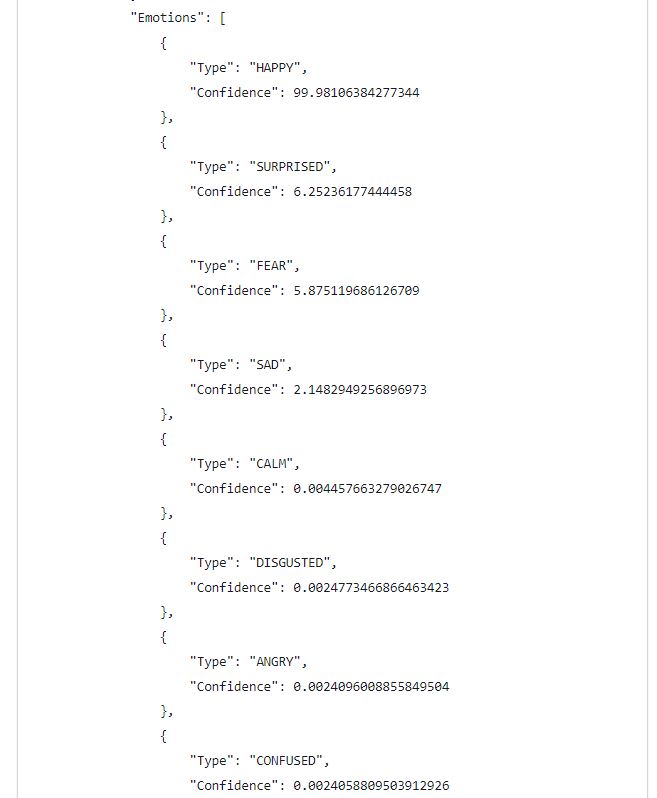 "Emotions": [
{
"Type": "HAPPY",
"Confidence": 99.98106384277344
},
{
"Type": "SURPRISED",
"Confidence": 6.25236177444458
},
{
"Type": "FEAR",
"Confidence": 5.875119686126709
},
{
"Type": "SAD",
"Confidence": 2.1482949256896973
},
{
"Type": "CALM",
"Confidence": 0.004457663279026747
},
{
"Type": "DISGUSTED",
"Confidence": 0.0024773466866463423
},
{
"Type": "ANGRY",
"Confidence": 0.0024096008855849504
},
{
"Type": "CONFUSED",
"Confidence": 0.0024058809503912926